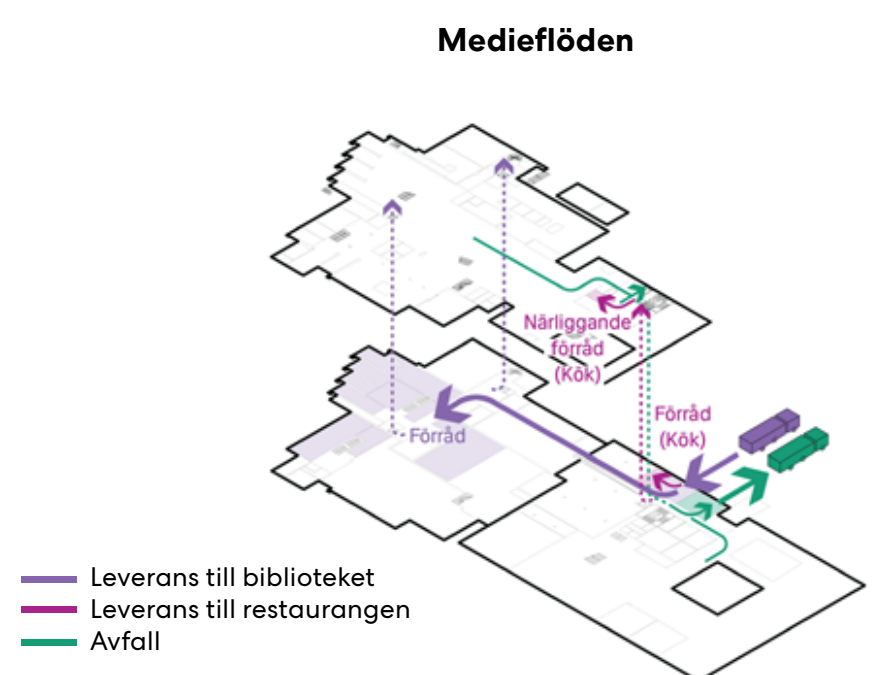 Medieflöden
Närliggande
förråd
(Kök)
Förråd
(Kök)
Förråd
Leverans till biblioteket
Leverans till restaurangen
Avfall